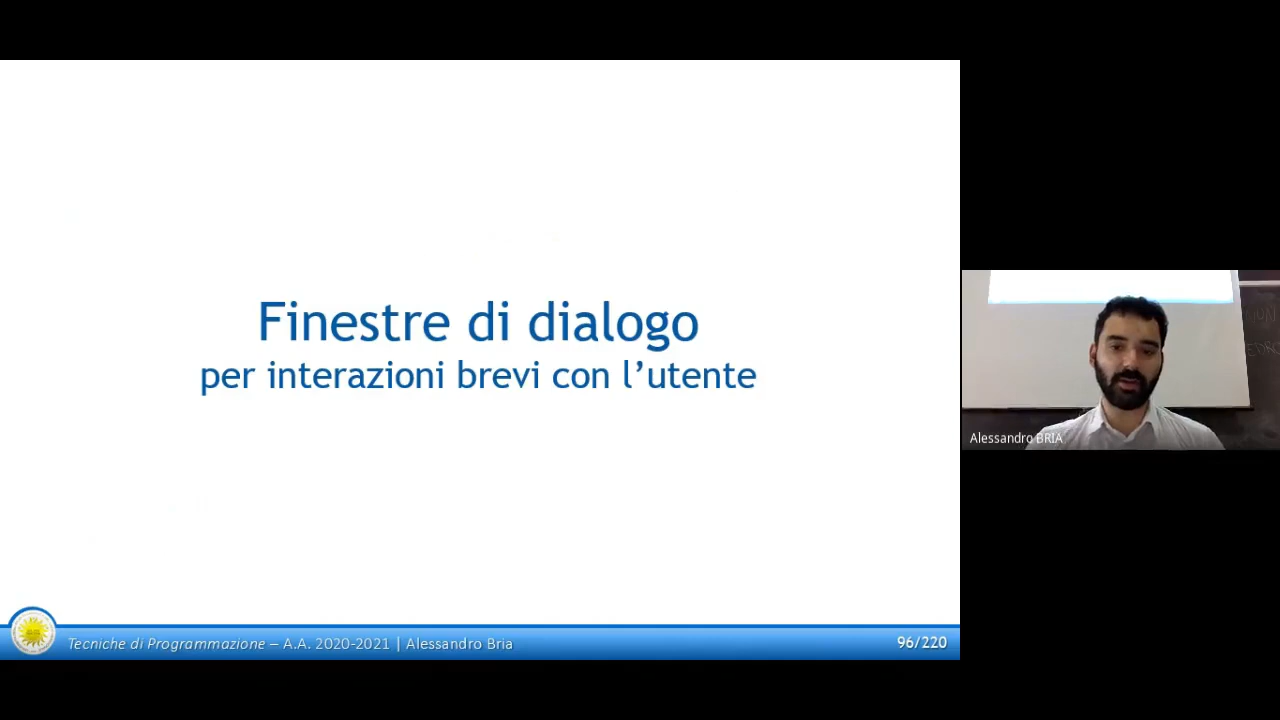 Finestre di dialogo
per interazioni brevi con l’utente
Tecniche di Programmazione – A.A. 2020-2021 | Alessandro Bria
96/220
Alessandro BRIA